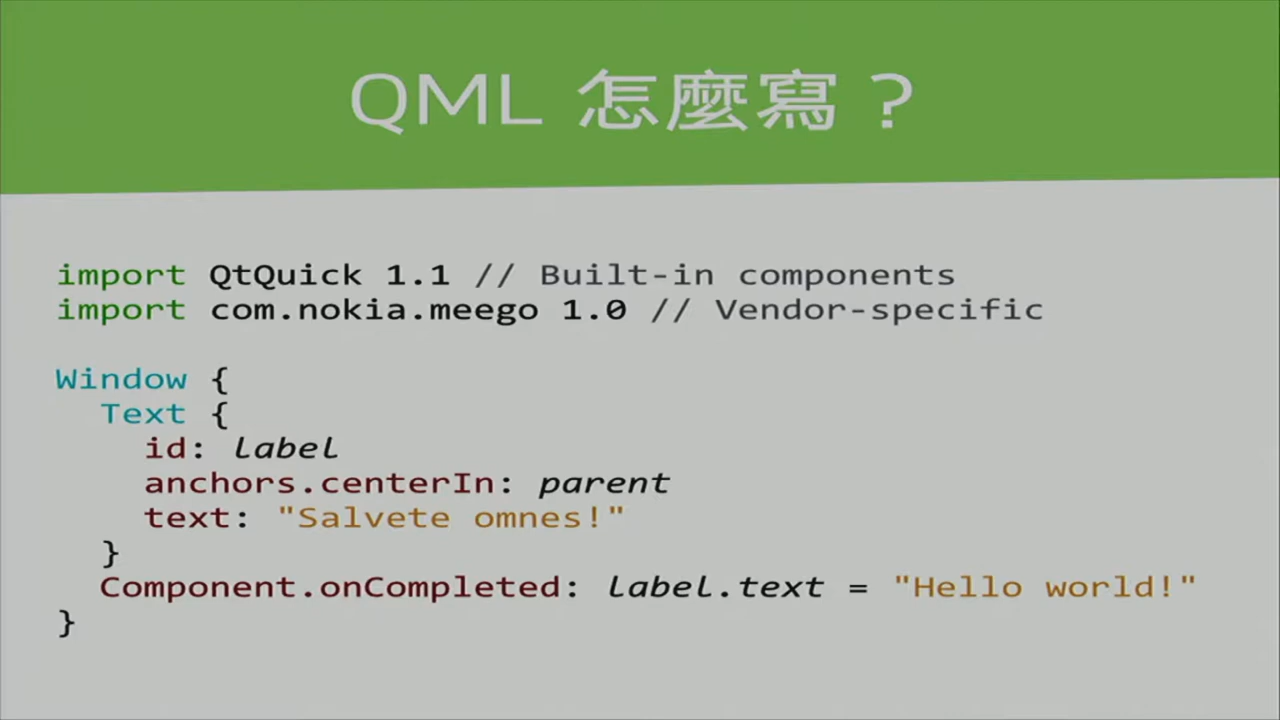 QML 怎麼寫？
import QtQuick 1.1 // Built-in components
import com.nokia.meego 1.0 // Vendor-specific
Window {
  Text {
    id: label
    anchors.centerIn: parent
    text: "Salvete omnes!"
  }
  Component.onCompleted: label.text = "Hello world!"
}